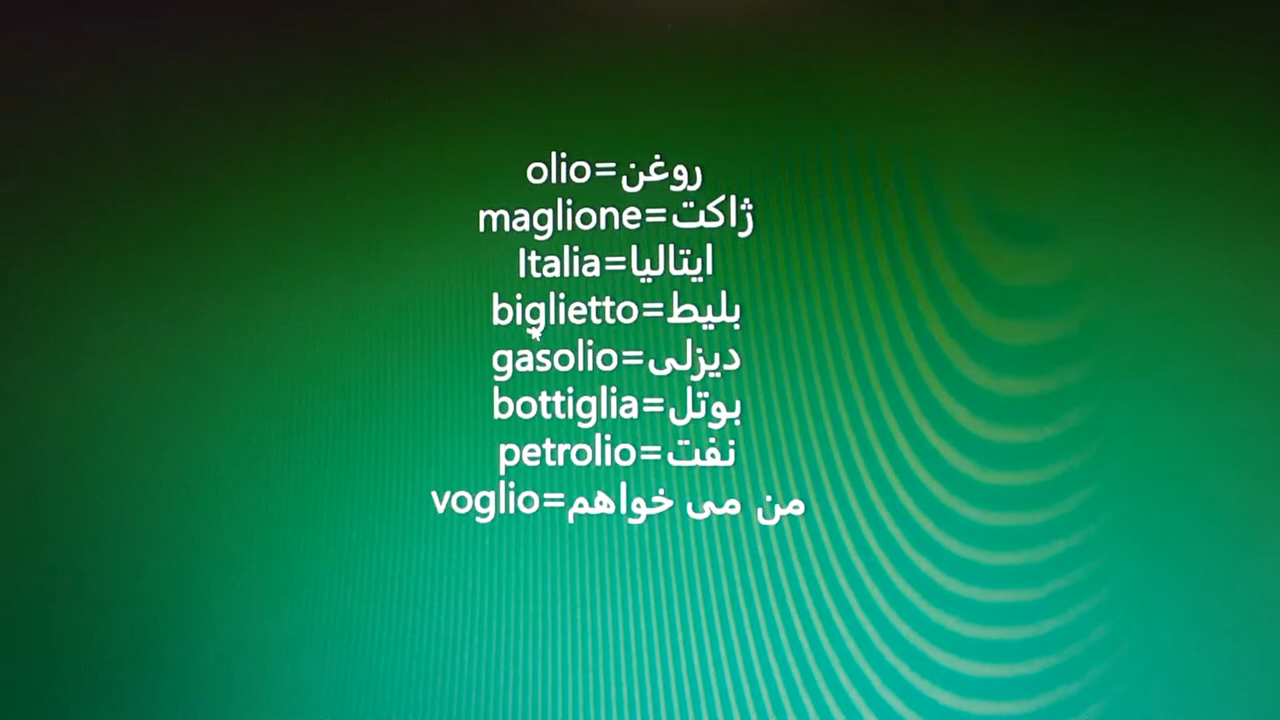 olio=روغن
maglione=ژاکت
Italia=ایتالیا
biglietto=بلیط
gasolio=دیزلی
bottiglia=بوتل
petrolio=نفت
voglio=من می خواهم